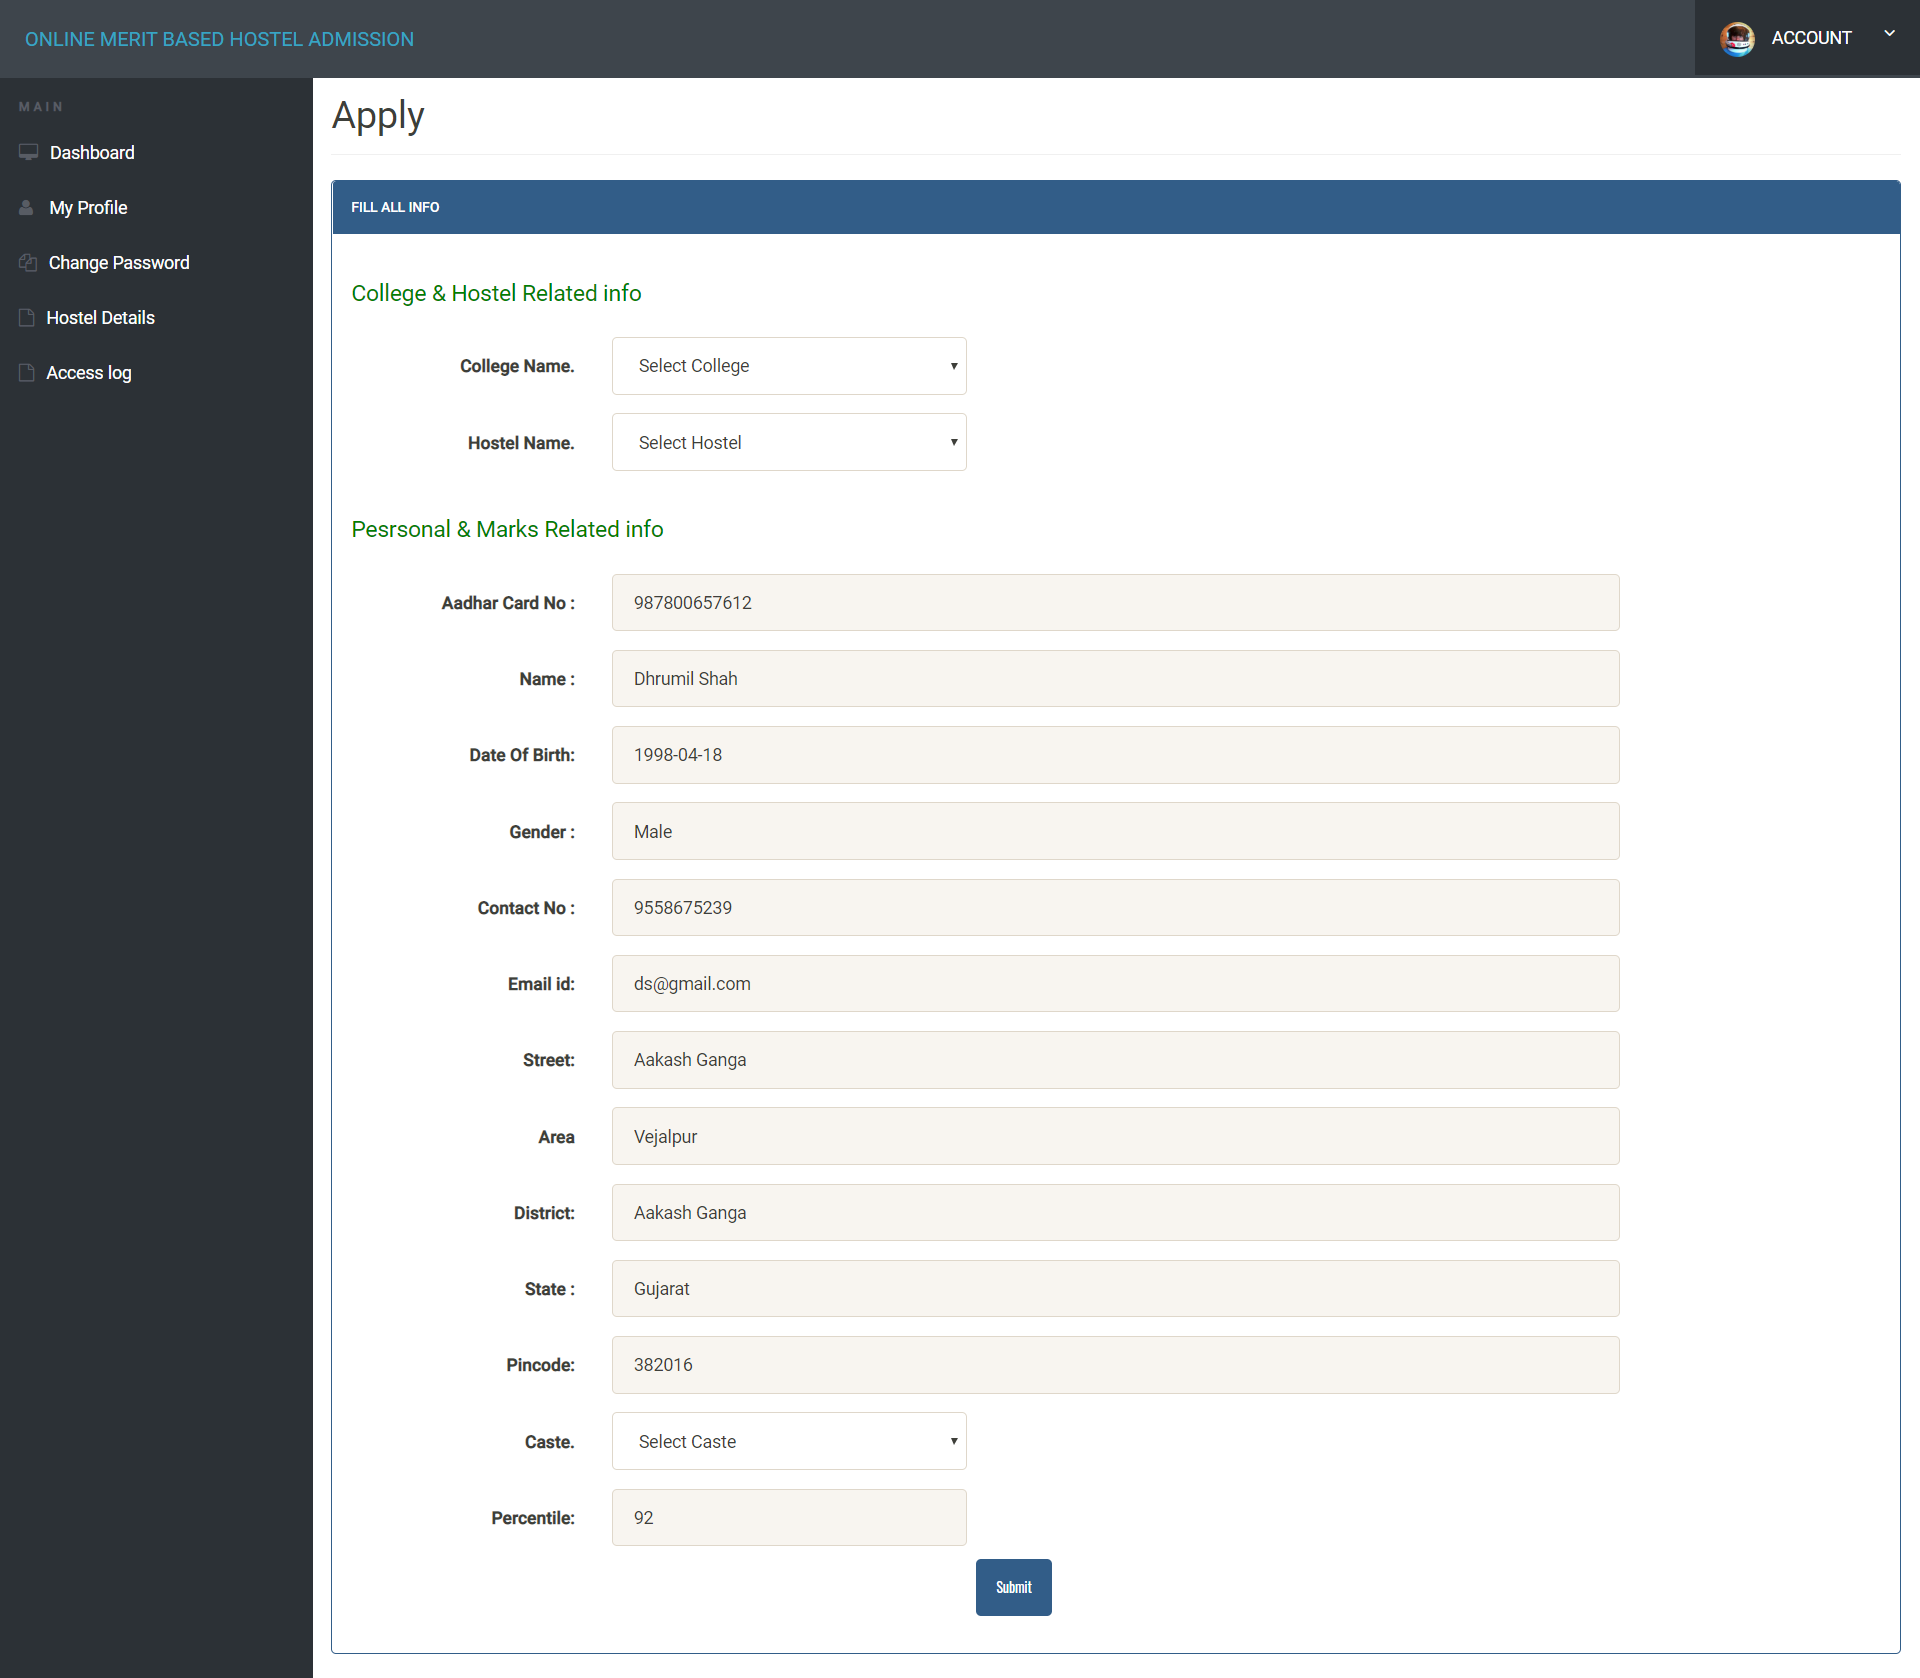 ONLINE MERIT BASED HOSTEL ADMISSION
ACCOUNT
MAIN
Dashboard
My Profile
Change Password
Hostel Details
Access log
Apply
FILL ALL INFO
College & Hostel Related info
College Name. Select College
Hostel Name. Select Hostel
Pesrsonal & Marks Related info
Aadhar Card No : 987800657612
Name : Dhrumil Shah
Date Of Birth: 1998-04-18
Gender : Male
Contact No : 9558675239
Email id: ds@gmail.com
Street: Aakash Ganga
Area Vejalpur
District: Aakash Ganga
State : Gujarat
Pincode: 382016
Caste. Select Caste
Percentile: 92
Submit